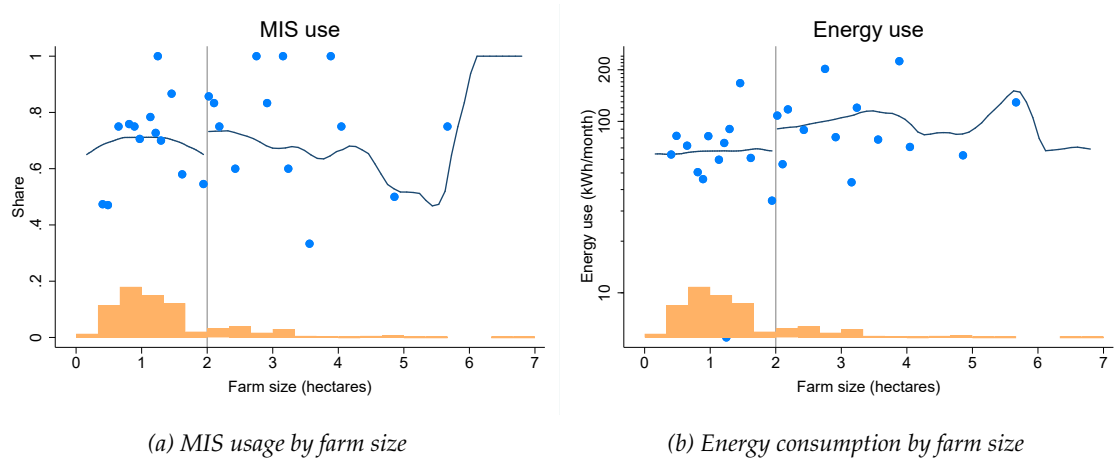 MIS use
Share
0 .2 .4 .6 .8 1
0 1 2 3 4 5 6 7
Farm size (hectares)
(a) MIS usage by farm size
Energy use
Energy use (kWh/month)
10 100 200
0 1 2 3 4 5 6 7
Farm size (hectares)
(b) Energy consumption by farm size